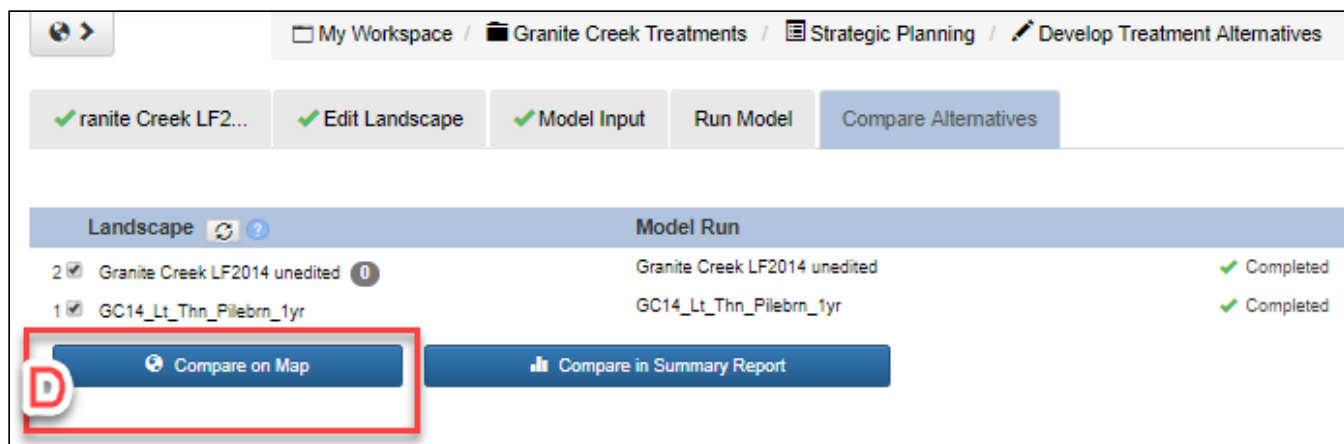 My Workspace / Granite Creek Treatments / Strategic Planning / Develop Treatment Alternatives
ranite Creek LF2... Edit Landscape Model Input Run Model Compare Alternatives
Landscape ? Model Run
2 Granite Creek LF2014 unedited 0 Granite Creek LF2014 unedited Completed
1 GC14_Lt_Thn_Pilebrn_1yr GC14_Lt_Thn_Pilebrn_1yr Completed
Compare on Map Compare in Summary Report
D